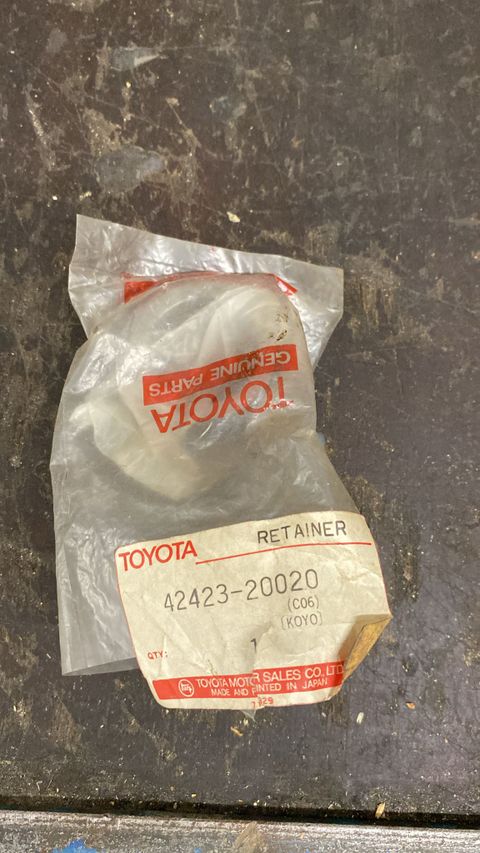 TOYOTA
GENUINE PARTS
TOYOTA RETAINER
42423-20020
(C06)
[KOYO]
QTY: 1
TOYOTA MOTOR SALES CO. LTD
MADE AND PRINTED IN JAPAN